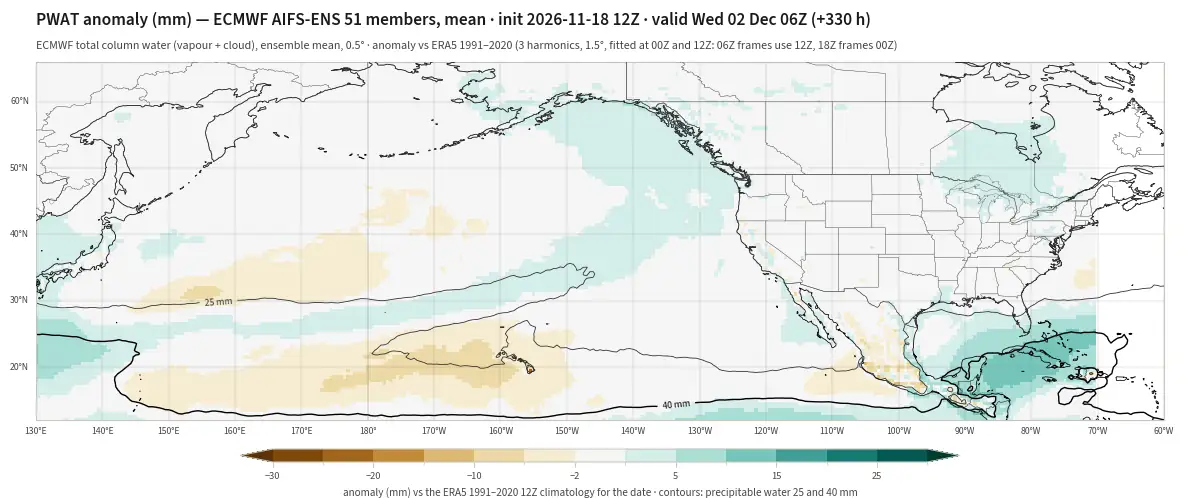 PWAT anomaly (mm) — ECMWF AIFS-ENS 51 members, mean · init 2026-11-18 12Z · valid Wed 02 Dec 06Z (+330 h)
ECMWF total column water (vapour + cloud), ensemble mean, 0.5° · anomaly vs ERA5 1991–2020 (3 harmonics, 1.5°, fitted at 00Z and 12Z: 06Z frames use 12Z, 18Z frames 00Z)
60°N
50°N
40°N
30°N
20°N
25 mm
40 mm
130°E 140°E 150°E 160°E 170°E 180° 170°W 160°W 150°W 140°W 130°W 120°W 110°W 100°W 90°W 80°W 70°W 60°W
−30 −20 −10 −2 5 15 25
anomaly (mm) vs the ERA5 1991–2020 12Z climatology for the date · contours: precipitable water 25 and 40 mm